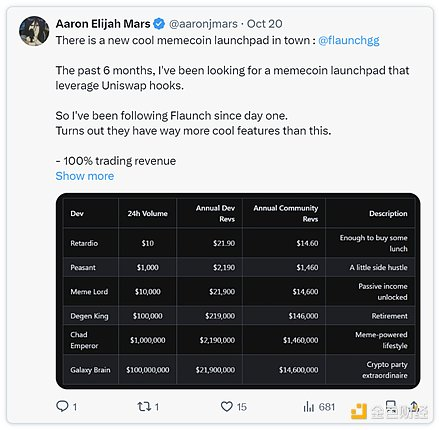 Aaron Elijah Mars @aaronjmars · Oct 20
There is a new cool memecoin launchpad in town : @flaunchgg
The past 6 months, I've been looking for a memecoin launchpad that
leverage Uniswap hooks.
So I've been following Flaunch since day one.
Turns out they have way more cool features than this.
- 100% trading revenue
Show more
Dev 24h Volume Annual Dev Revs Annual Community Revs Description
Retardio $10 $21.90 $14.60 Enough to buy some lunch
Peasant $1,000 $2,190 $1,460 A little side hustle
Meme Lord $10,000 $21,900 $14,600 Passive income unlocked
Degen King $100,000 $219,000 $146,000 Retirement
Chad Emperor $1,000,000 $2,190,000 $1,460,000 Meme-powered lifestyle
Galaxy Brain $100,000,000 $21,900,000 $14,600,000 Crypto party extraordinaire
1 1 15 681
金色财经